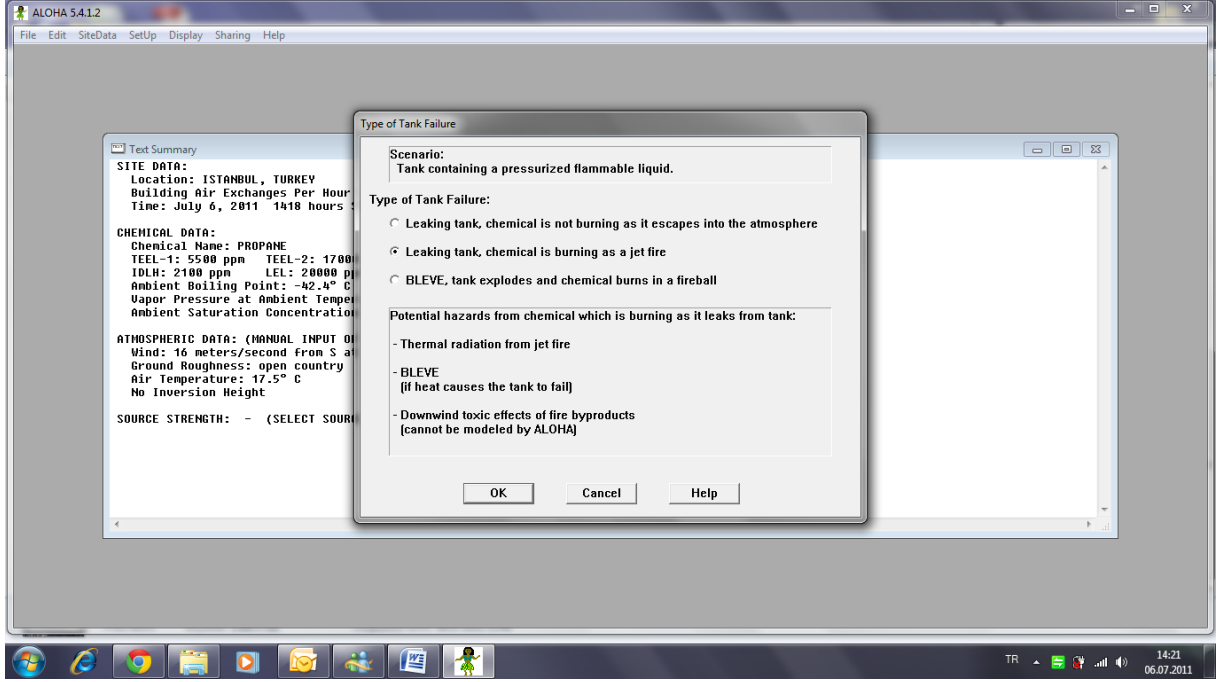 ALOHA 5.4.1.2
File Edit SiteData SetUp Display Sharing Help
Text Summary
SITE DATA:
Location: ISTANBUL, TURKEY
Building Air Exchanges Per Hour
Time: July 6, 2011 1418 hours
CHEMICAL DATA:
Chemical Name: PROPANE
TEEL-1: 5500 ppm TEEL-2: 1700
IDLH: 2100 ppm LEL: 20000
Ambient Boiling Point: -42.4° C
Vapor Pressure at Ambient
Ambient Saturation Concentration
ATMOSPHERIC DATA: (MANUAL INPUT
Wind: 16 meters/second from S
Ground Roughness: open country
Air Temperature: 17.5° C
No Inversion Height
SOURCE STRENGTH: - (SELECT
Type of Tank Failure
Scenario:
Tank containing a pressurized flammable liquid.
Type of Tank Failure:
Leaking tank, chemical is not burning as it escapes into the atmosphere
Leaking tank, chemical is burning as a jet fire
BLEVE, tank explodes and chemical burns in a fireball
Potential hazards from chemical which is burning as it leaks from tank:
- Thermal radiation from jet fire
- BLEVE
(if heat causes the tank to fail)
- Downwind toxic effects of fire byproducts
(cannot be modeled by ALOHA)
OK Cancel Help
TR
14:21
06.07.2011